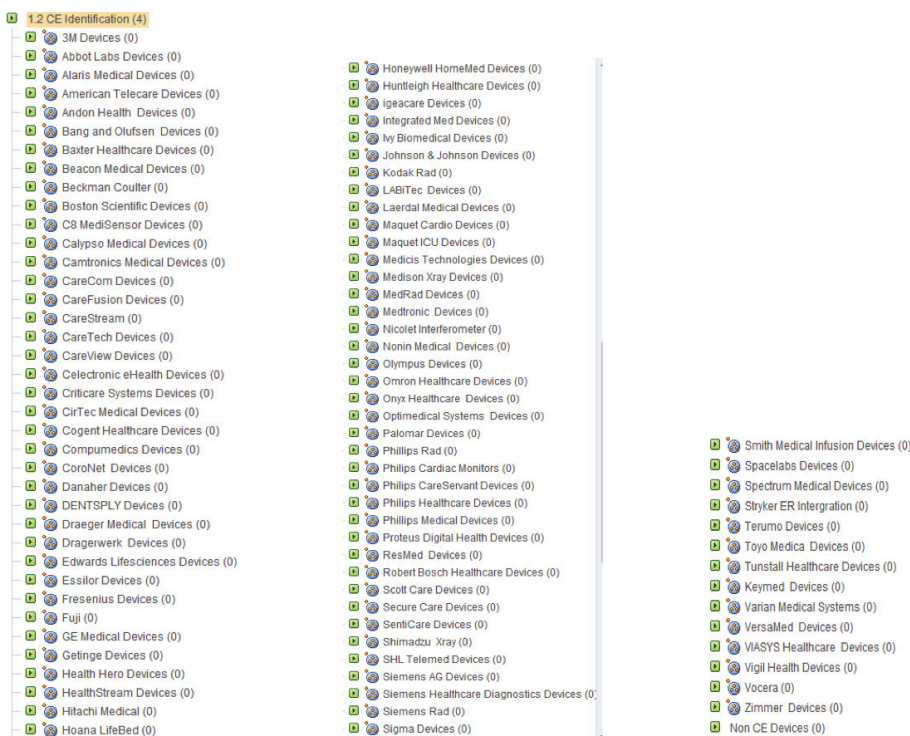 1.2 CE Identification (4)
3M Devices (0)
Abbot Labs Devices (0)
Alaris Medical Devices (0)
American Telecare Devices (0)
Andon Health Devices (0)
Bang and Olufsen Devices (0)
Baxter Healthcare Devices (0)
Beacon Medical Devices (0)
Beckman Coulter (0)
Boston Scientific Devices (0)
C8 MediSensor Devices (0)
Calypso Medical Devices (0)
Camtronics Medical Devices (0)
CareCom Devices (0)
CareFusion Devices (0)
CareStream (0)
CareTech Devices (0)
CareView Devices (0)
Celectronic eHealth Devices (0)
Criticare Systems Devices (0)
CirTec Medical Devices (0)
Cogent Healthcare Devices (0)
Compumedics Devices (0)
CoroNet Devices (0)
Danaher Devices (0)
DENTSPLY Devices (0)
Draeger Medical Devices (0)
Dragerwerk Devices (0)
Edwards Lifesciences Devices (0)
Essilor Devices (0)
Fresenius Devices (0)
Fuji (0)
GE Medical Devices (0)
Getinge Devices (0)
Health Hero Devices (0)
HealthStream Devices (0)
Hitachi Medical (0)
Hoana LifeBed (0)
Honeywell HomeMed Devices (0)
Huntleigh Healthcare Devices (0)
igeacare Devices (0)
Integrated Med Devices (0)
Ivy Biomedical Devices (0)
Johnson & Johnson Devices (0)
Kodak Rad (0)
LABiTec Devices (0)
Laerdal Medical Devices (0)
Maquet Cardio Devices (0)
Maquet ICU Devices (0)
Medicis Technologies Devices (0)
Medison Xray Devices (0)
MedRad Devices (0)
Medtronic Devices (0)
Nicolet Interferometer (0)
Nonin Medical Devices (0)
Olympus Devices (0)
Omron Healthcare Devices (0)
Onyx Healthcare Devices (0)
Optimedical Systems Devices (0)
Palomar Devices (0)
Phillips Rad (0)
Philips Cardiac Monitors (0)
Philips CareServant Devices (0)
Philips Healthcare Devices (0)
Phillips Medical Devices (0)
Proteus Digital Health Devices (0)
ResMed Devices (0)
Robert Bosch Healthcare Devices (0)
Scott Care Devices (0)
Secure Care Devices (0)
SentiCare Devices (0)
Shimadzu Xray (0)
SHL Telemed Devices (0)
Siemens AG Devices (0)
Siemens Healthcare Diagnostics Devices (0)
Siemens Rad (0)
Sigma Devices (0)
Smith Medical Infusion Devices (0)
Spacelabs Devices (0)
Spectrum Medical Devices (0)
Stryker ER Intergration (0)
Terumo Devices (0)
Toyo Medica Devices (0)
Tunstall Healthcare Devices (0)
Keymed Devices (0)
Varian Medical Systems (0)
VersaMed Devices (0)
VIASYS Healthcare Devices (0)
Vigil Health Devices (0)
Vocera (0)
Zimmer Devices (0)
Non CE Devices (0)